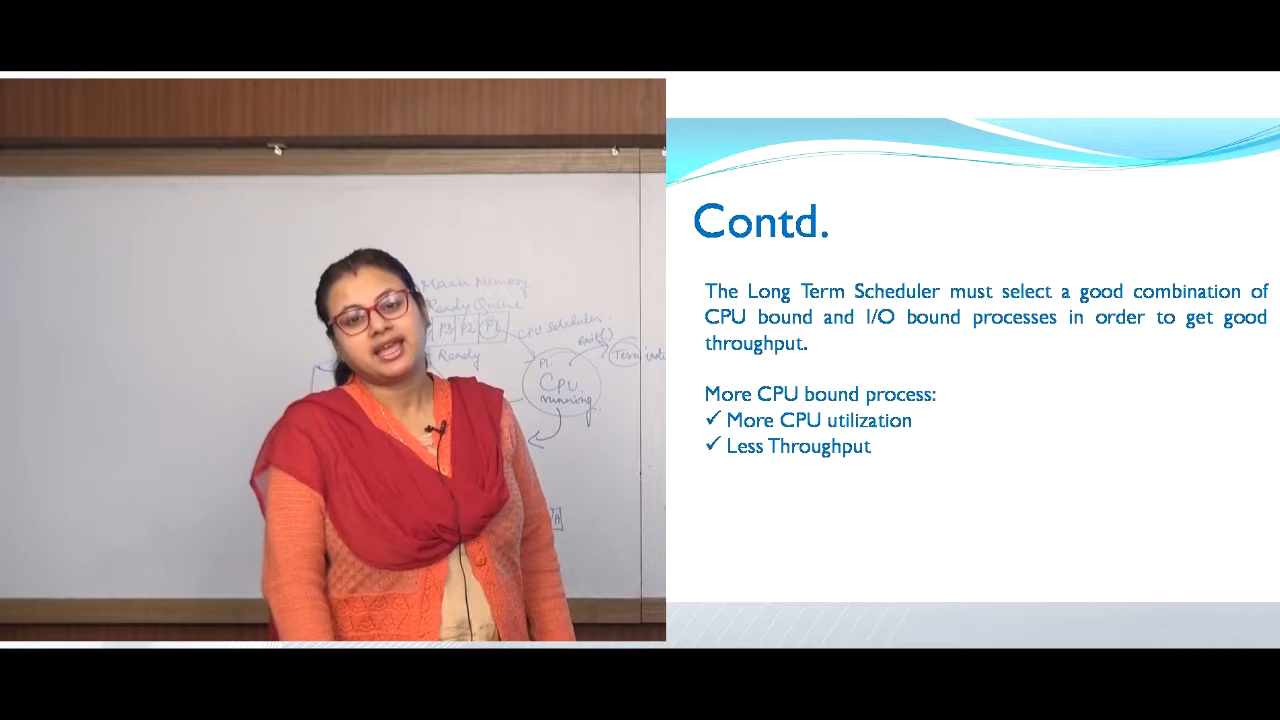 Main Memory
Ready Queue
P3 P2 P1
CPU Scheduler.
exit()
Ready
P1.
CPU
running.
A
Contd.
The Long Term Scheduler must select a good combination of
CPU bound and I/O bound processes in order to get good
throughput.
More CPU bound process:
✓ More CPU utilization
✓ Less Throughput